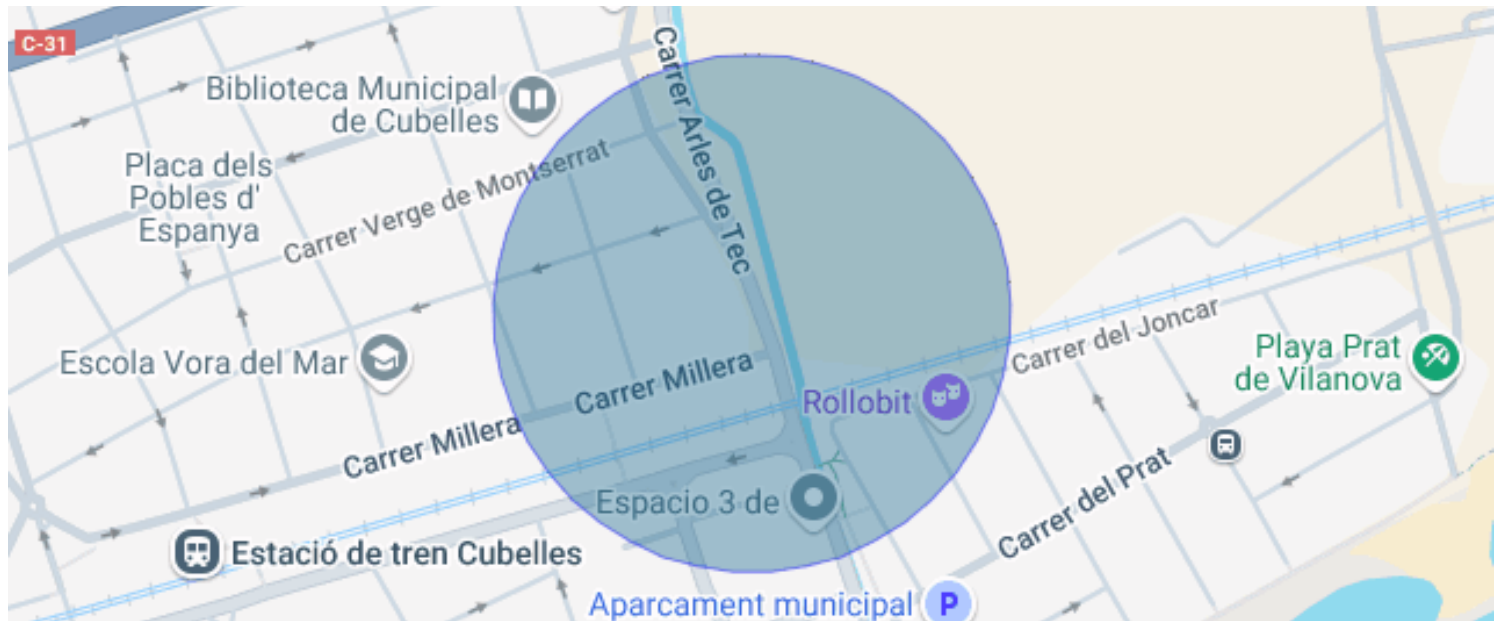 C-31
Biblioteca Municipal
de Cubelles
Carrer Arles de Tec
Placa dels
Pobles d'
Espanya
Carrer Verge de Montserrat
Escola Vora del Mar
Carrer Millera
Carrer Millera
Rollobit
Carrer del Joncar
Playa Prat
de Vilanova
Carrer del Prat
Espacio 3 de
Estació de tren Cubelles
Aparcament municipal
P